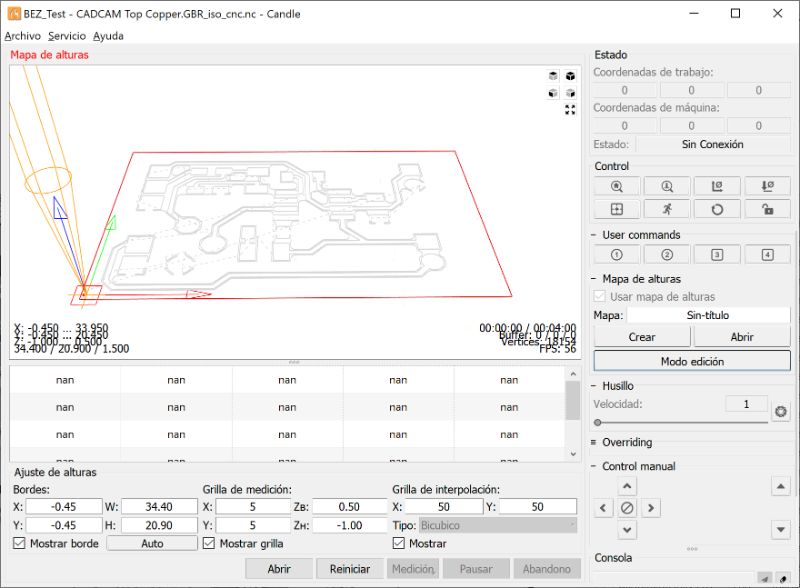 BEZ_Test - CADCAM Top Copper.GBR_iso_cnc.nc - Candle
Archivo Servicio Ayuda
Mapa de alturas
X: -0.450 ... 33.950
Y: -0.450 ... 20.450
Z: -1.000 ... 0.500
34.400 / 20.900 / 1.500
00:00:00 / 00:04:00
Buffer: 0 / 0 / 0
Vertices: 18154
FPS: 56
nan nan nan nan nan
nan nan nan nan nan
nan nan nan nan nan
Ajuste de alturas
Bordes: Grilla de medición: Grilla de interpolación:
X: -0.45 W: 34.40 X: 5 ZB: 0.50 X: 50 Y: 50
Y: -0.45 H: 20.90 Y: 5 ZH: -1.00 Tipo: Bicubico
Mostrar borde Auto Mostrar grilla Mostrar
Abrir Reiniciar Medición, Pausar Abandono
Estado
Coordenadas de trabajo:
0 0 0
Coordenadas de máquina:
0 0 0
Estado: Sin Conexión
Control
User commands
1 2 3 4
Mapa de alturas
Usar mapa de alturas
Mapa: Sin-título
Crear Abrir
Modo edición
Husillo
Velocidad: 1
Overriding
Control manual
Consola